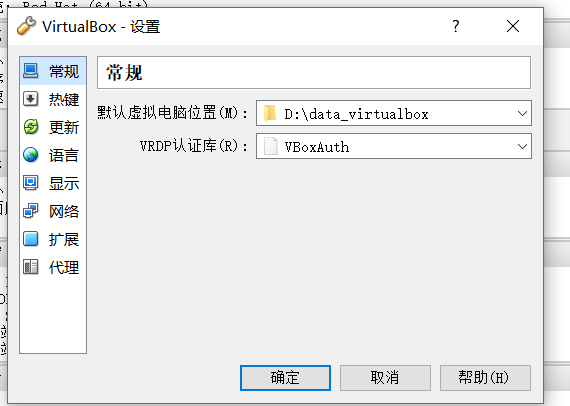 Red Hat (64 bit)
VirtualBox - 设置
?
常规
热键
更新
语言
显示
网络
扩展
代理
常规
默认虚拟电脑位置(M):
D:\data_virtualbox
VRDP认证库(R):
VBoxAuth
确定
取消
帮助(H)